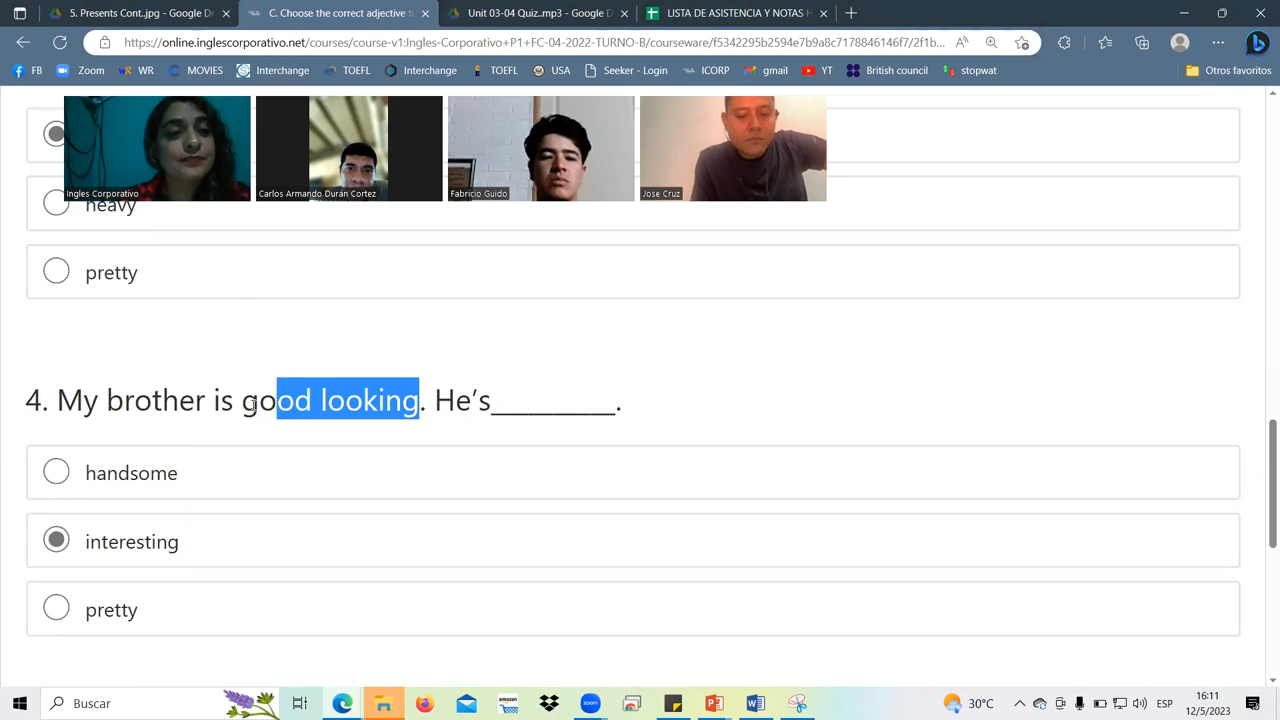 5. Presents Cont..jpg - Google Dr
C. Choose the correct adjective t
Unit 03-04 Quiz..mp3 - Google D
LISTA DE ASISTENCIA Y NOTAS H
https://online.inglescorporativo.net/courses/course-v1:Ingles-Corporativo+P1+FC-04-2022-TURNO-B/courseware/f5342295b2594e7b9a8c7178846146f7/2f1b...
FB
Zoom
WR
MOVIES
Interchange
TOEFL
Interchange
TOEFL
USA
Seeker - Login
ICORP
gmail
YT
British council
stopwat
Otros favoritos
Ingles Corporativo
Carlos Armando Durán Cortez
Fabricio Guido
Jose Cruz
heavy
pretty
4. My brother is good looking. He's__________.
handsome
interesting
pretty
Buscar
30°C
ESP
16:11
12/5/2023